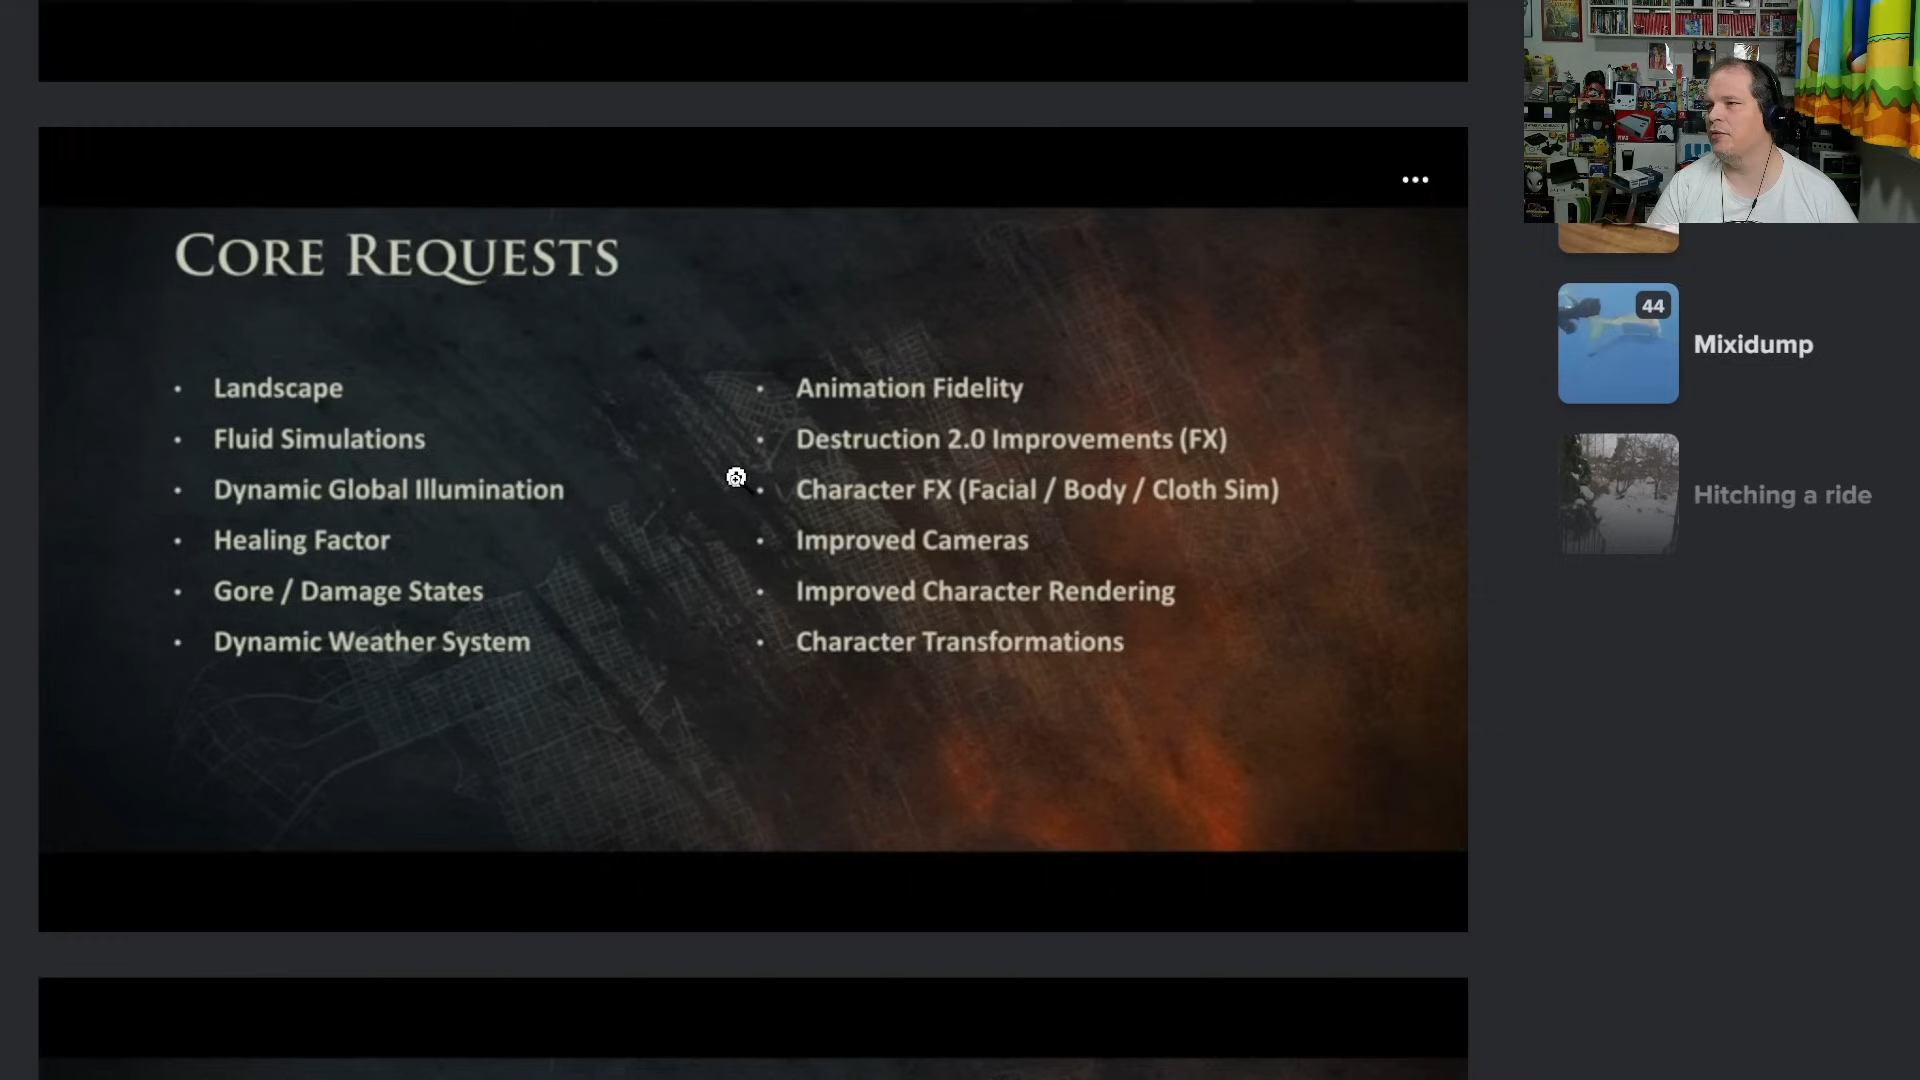 CORE REQUESTS
• Landscape
• Fluid Simulations
• Dynamic Global Illumination
• Healing Factor
• Gore / Damage States
• Dynamic Weather System
• Animation Fidelity
• Destruction 2.0 Improvements (FX)
• Character FX (Facial / Body / Cloth Sim)
• Improved Cameras
• Improved Character Rendering
• Character Transformations
44
Mixidump
Hitching a ride